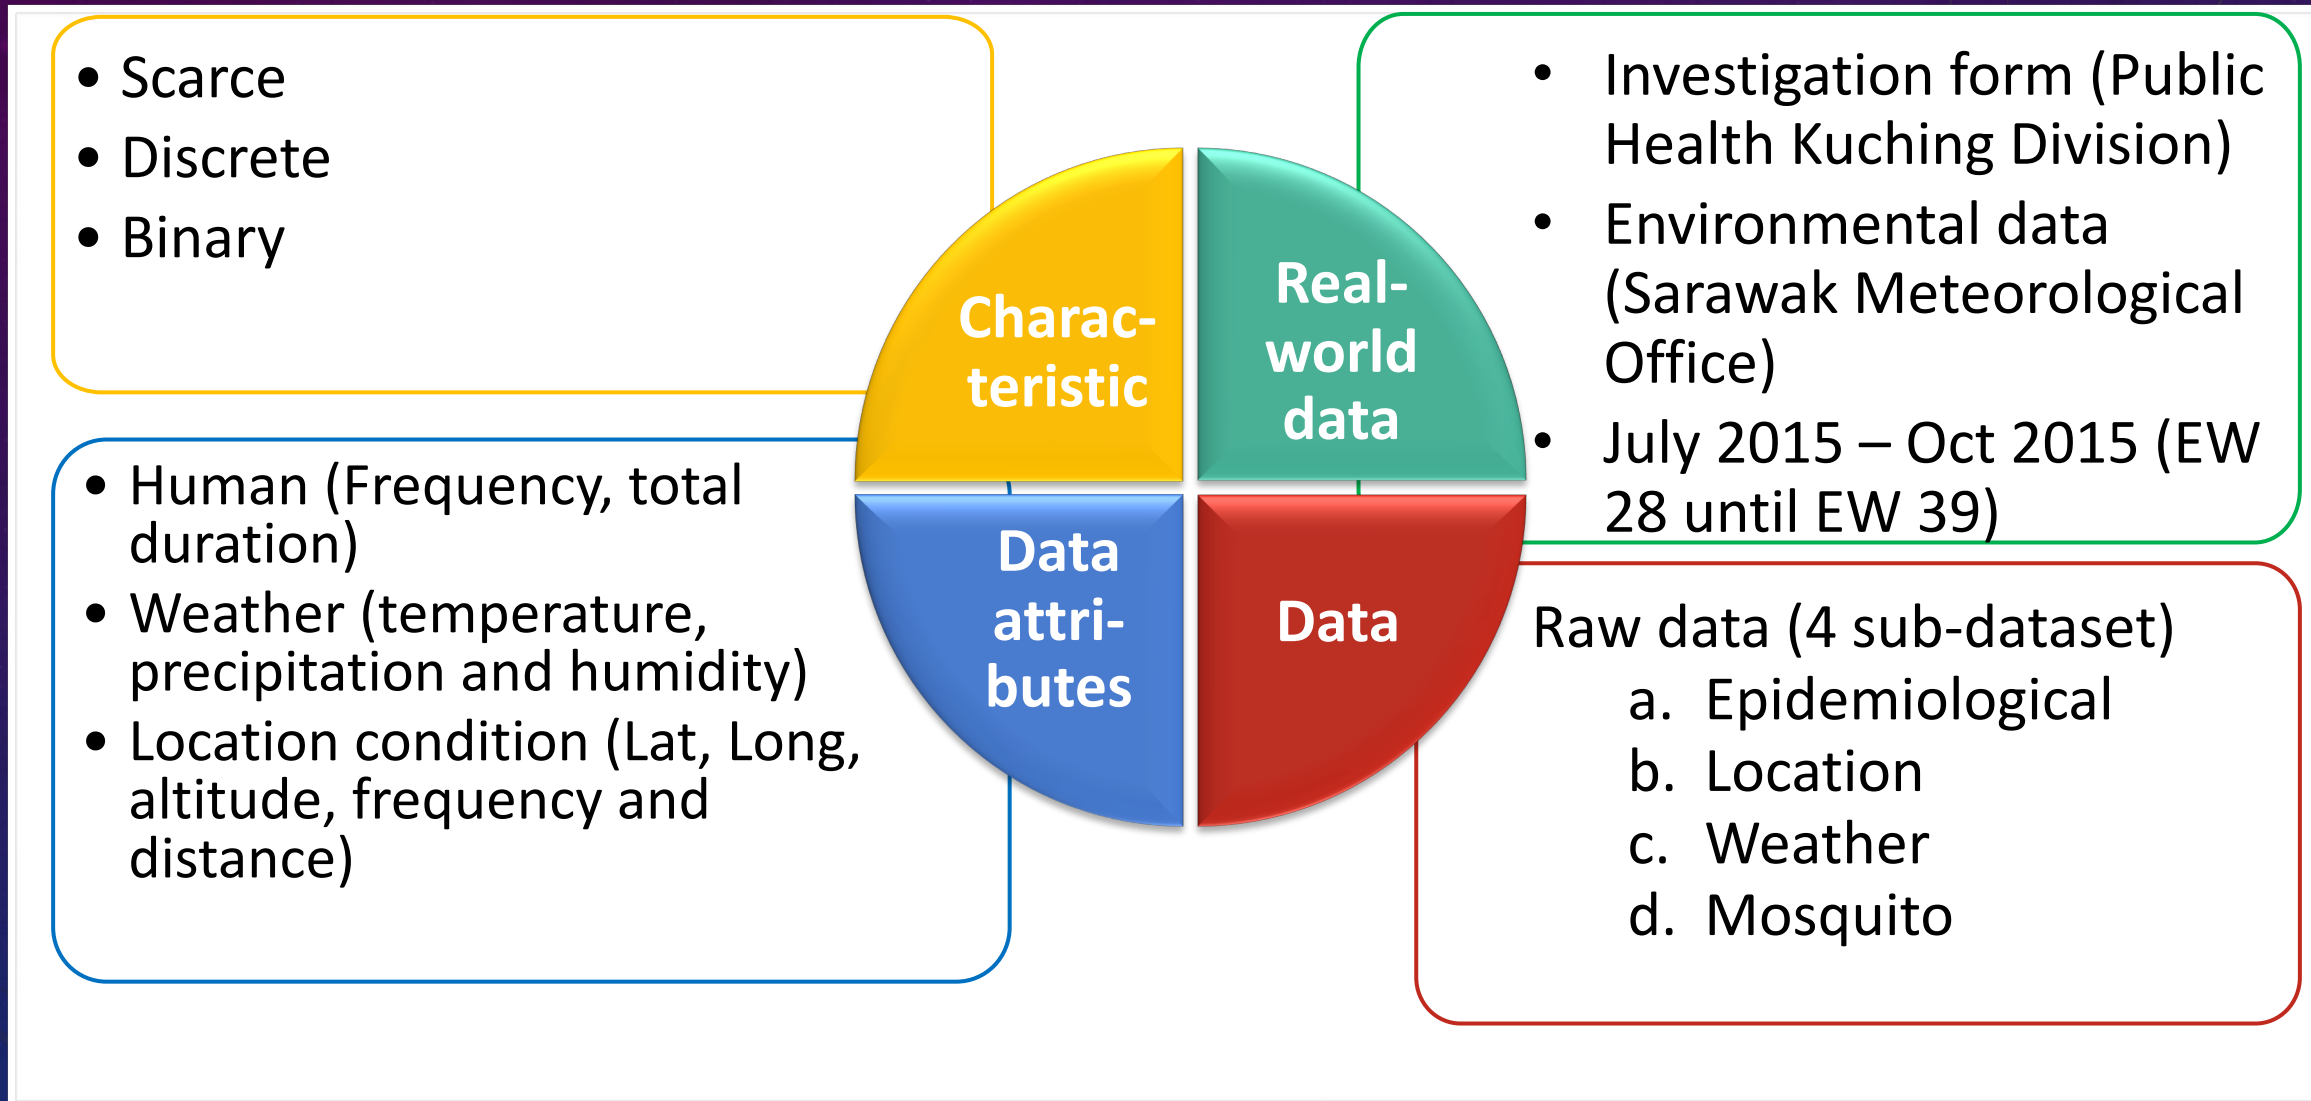 • Scarce
• Discrete
• Binary
Charac-
teristic
• Investigation form (Public
Health Kuching Division)
• Environmental data
(Sarawak Meteorological
Office)
• July 2015 – Oct 2015 (EW
28 until EW 39)
Real-
world
data
• Human (Frequency, total
duration)
• Weather (temperature,
precipitation and humidity)
• Location condition (Lat, Long,
altitude, frequency and
distance)
Data
attri-
butes
Data
Raw data (4 sub-dataset)
a. Epidemiological
b. Location
c. Weather
d. Mosquito